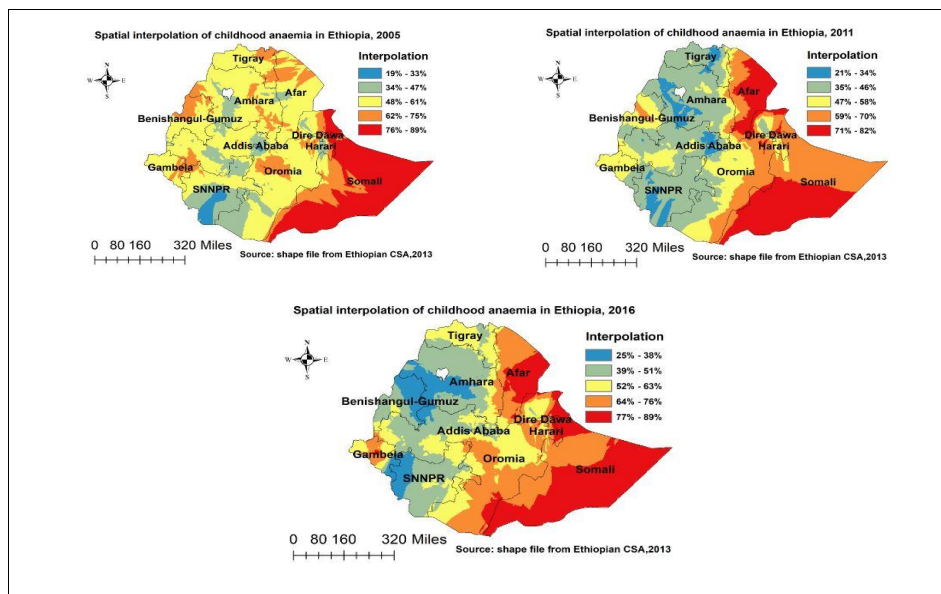 Spatial interpolation of childhood anaemia in Ethiopia, 2005
N
W E
S
Interpolation
19% - 33%
34% - 47%
48% - 61%
62% - 75%
76% - 89%
Tigray
Afar
Amhara
Benishangul-Gumuz
Dire Dawa
Harari
Addis Ababa
Gambela
Oromia
Somali
SNNPR
0 80 160 320 Miles
Source: shape file from Ethiopian CSA,2013
Spatial interpolation of childhood anaemia in Ethiopia, 2011
N
W E
S
Interpolation
21% - 34%
35% - 46%
47% - 58%
59% - 70%
71% - 82%
Tigray
Afar
Amhara
Benishangul-Gumuz
Dire Dawa
Harari
Addis Ababa
Gambela
Oromia
Somali
SNNPR
0 80 160 320 Miles
Source: shape file from Ethiopian CSA,2013
Spatial interpolation of childhood anaemia in Ethiopia, 2016
N
W E
S
Interpolation
25% - 38%
39% - 51%
52% - 63%
64% - 76%
77% - 89%
Tigray
Afar
Amhara
Benishangul-Gumuz
Dire Dawa
Harari
Addis Ababa
Gambela
Oromia
Somali
SNNPR
0 80 160 320 Miles
Source: shape file from Ethiopian CSA,2013